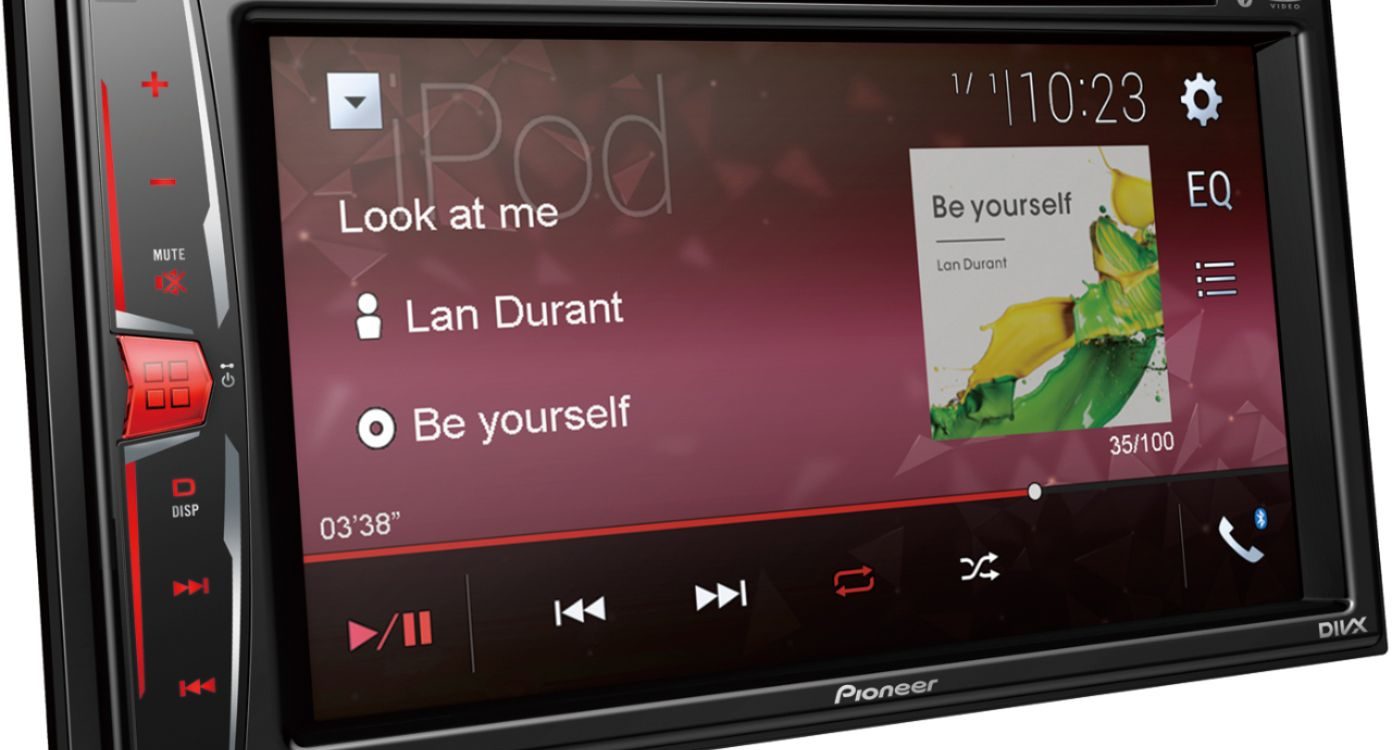 VIDEO
iPod
1/ 1|10:23
Look at me
EQ
Be yourself
Lan Durant
MUTE
Lan Durant
Be yourself
35/100
DISP
03'38”
DIVX
Pioneer